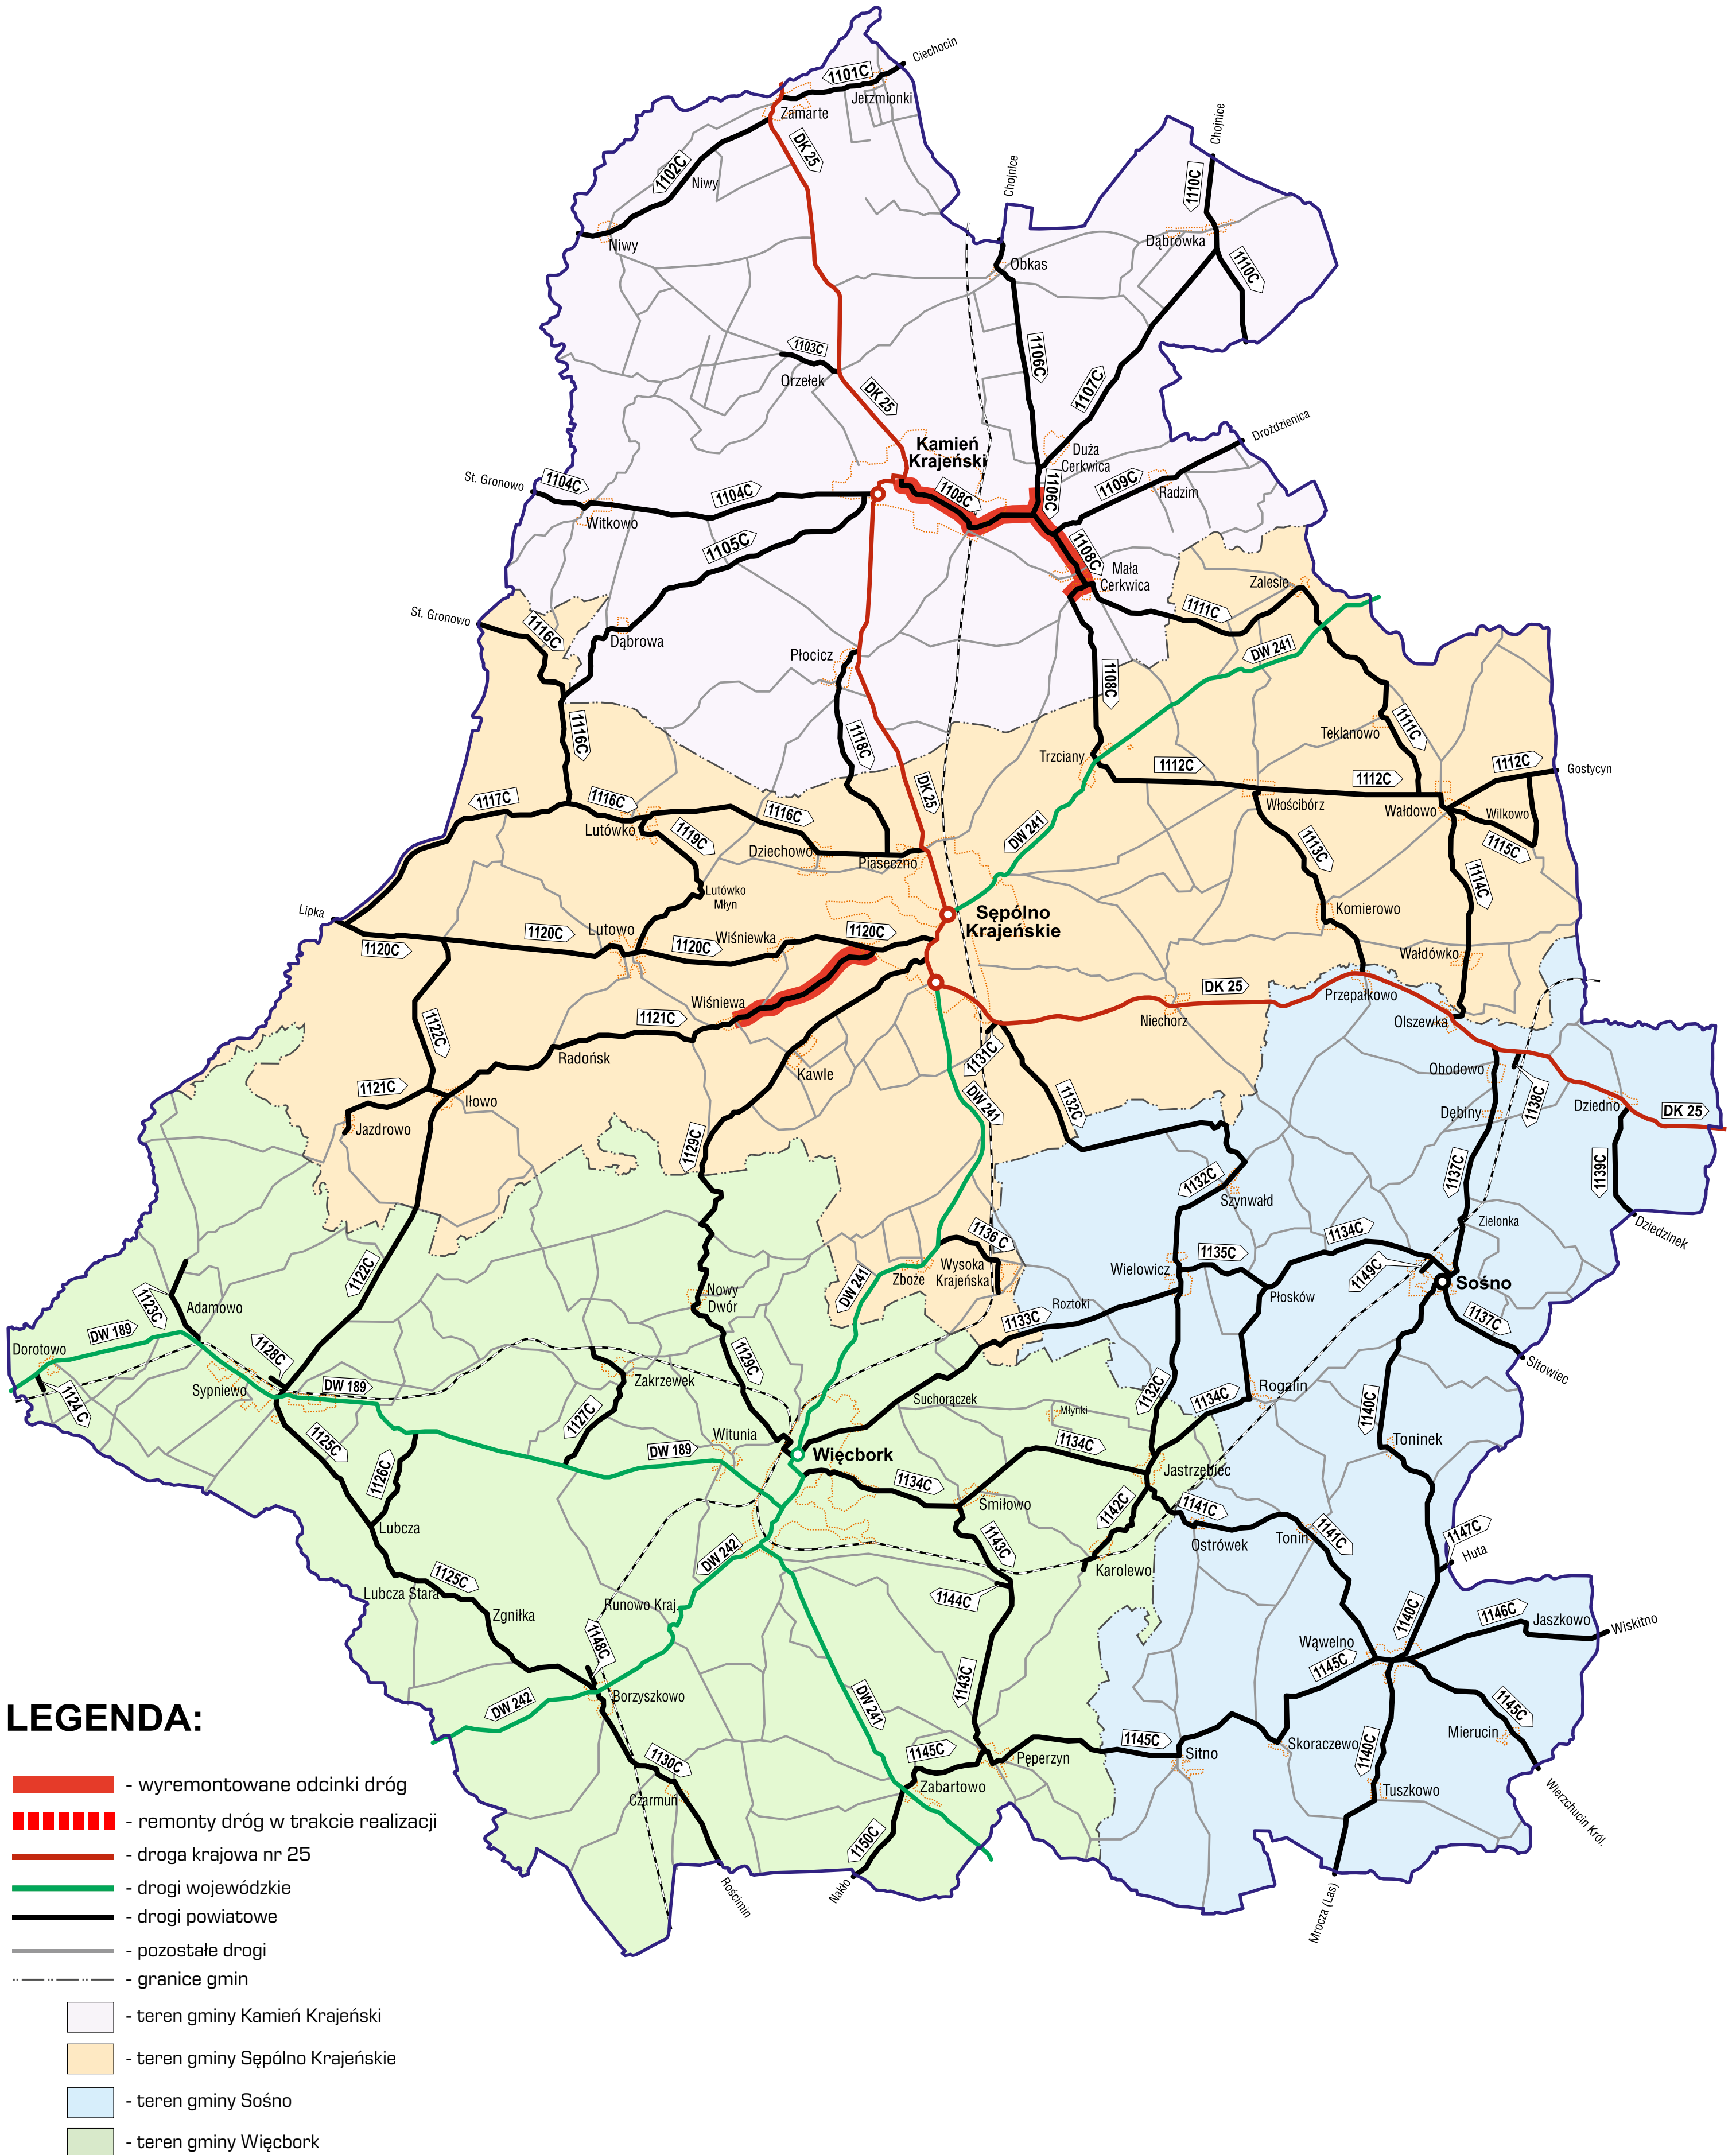 Ciechocin
1101C
Jerzmionki
Zamarte
DK 25
1102C
Niwy
Niwy
Chojnice
Chojnice
1110C
Dąbrówka
1110C
Obkas
1106C
1107C
1103C
Orzełek
DK 25
Kamień
Krajeński
Duża
Cerkwica
Drożdzienica
St. Gronowo
1104C
1104C
1108C
1106C
1109C
Radzim
Witkowo
1105C
1108C
Mała
Cerkwica
Zalesie
1111C
St. Gronowo
1116C
Dąbrowa
Płocicz
DW 241
1108C
1116C
1118C
Teklanowo
1111C
Trzciany
1112C
1112C
1112C
Gostycyn
DK 25
1117C
1116C
1116C
Włościbórz
Wałdowo
Wilkowo
Lutówko
1119C
Dziechowo
Piaseczno
DW 241
1113C
1115C
Lutówko
Młyn
1114C
Lipka
Sępólno
Krajeńskie
Komierowo
1120C
1120C
Lutowo
1120C
Wiśniewka
1120C
Wałdówko
Wiśniewa
DK 25
Przepałkowo
1122C
1121C
Niechorz
Olszewka
Radońsk
Kawle
1131C
Obodowo
1121C
Iłowo
DW 241
1132C
Dębiny
1138C
Dziedno
DK 25
Jazdrowo
1129C
1137C
1139C
1132C
Szynwałd
Zielonka
Dziedzinek
1136 C
1134C
1122C
DW 241
Zboże
Wysoka
Krajeńska
Wielowicz
1135C
1149C
Sośno
1123C
Adamowo
Nowy
Dwór
Roztoki
Płosków
DW 189
1133C
1137C
Dorotowo
1128C
1129C
Sitowiec
Sypniewo
DW 189
Zakrzewek
1124 C
Suchorączek
Młynki
1132C
1134C
Rogalin
1140C
1125C
1127C
Witunia
DW 189
Więcbork
1134C
Toninek
1126C
1134C
Jastrzębiec
Śmiłowo
1142C
1141C
Lubcza
1143C
Ostrówek
Tonin
1141C
1147C
Huta
DW 242
Karolewo
1125C
Lubcza Stara
1144C
Zgniłka
Runowo Kraj.
1140C
1146C
Jaszkowo
Wiskitno
1148C
Wąwelno
1145C
1143C
Borzyszkowo
DW 242
DW 241
1145C
Mierucin
1130C
1145C
Pęperzyn
1145C
Sitno
Skoraczewo
1140C
Czarmuń
Zabartowo
Tuszkowo
Wierzchucin Król.
1150C
Nakło
Rościmin
Mrocza (Las)
LEGENDA:
- wyremontowane odcinki dróg
- remonty dróg w trakcie realizacji
- droga krajowa nr 25
- drogi wojewódzkie
- drogi powiatowe
- pozostałe drogi
- granice gmin
- teren gminy Kamień Krajeński
- teren gminy Sępólno Krajeńskie
- teren gminy Sośno
- teren gminy Więcbork